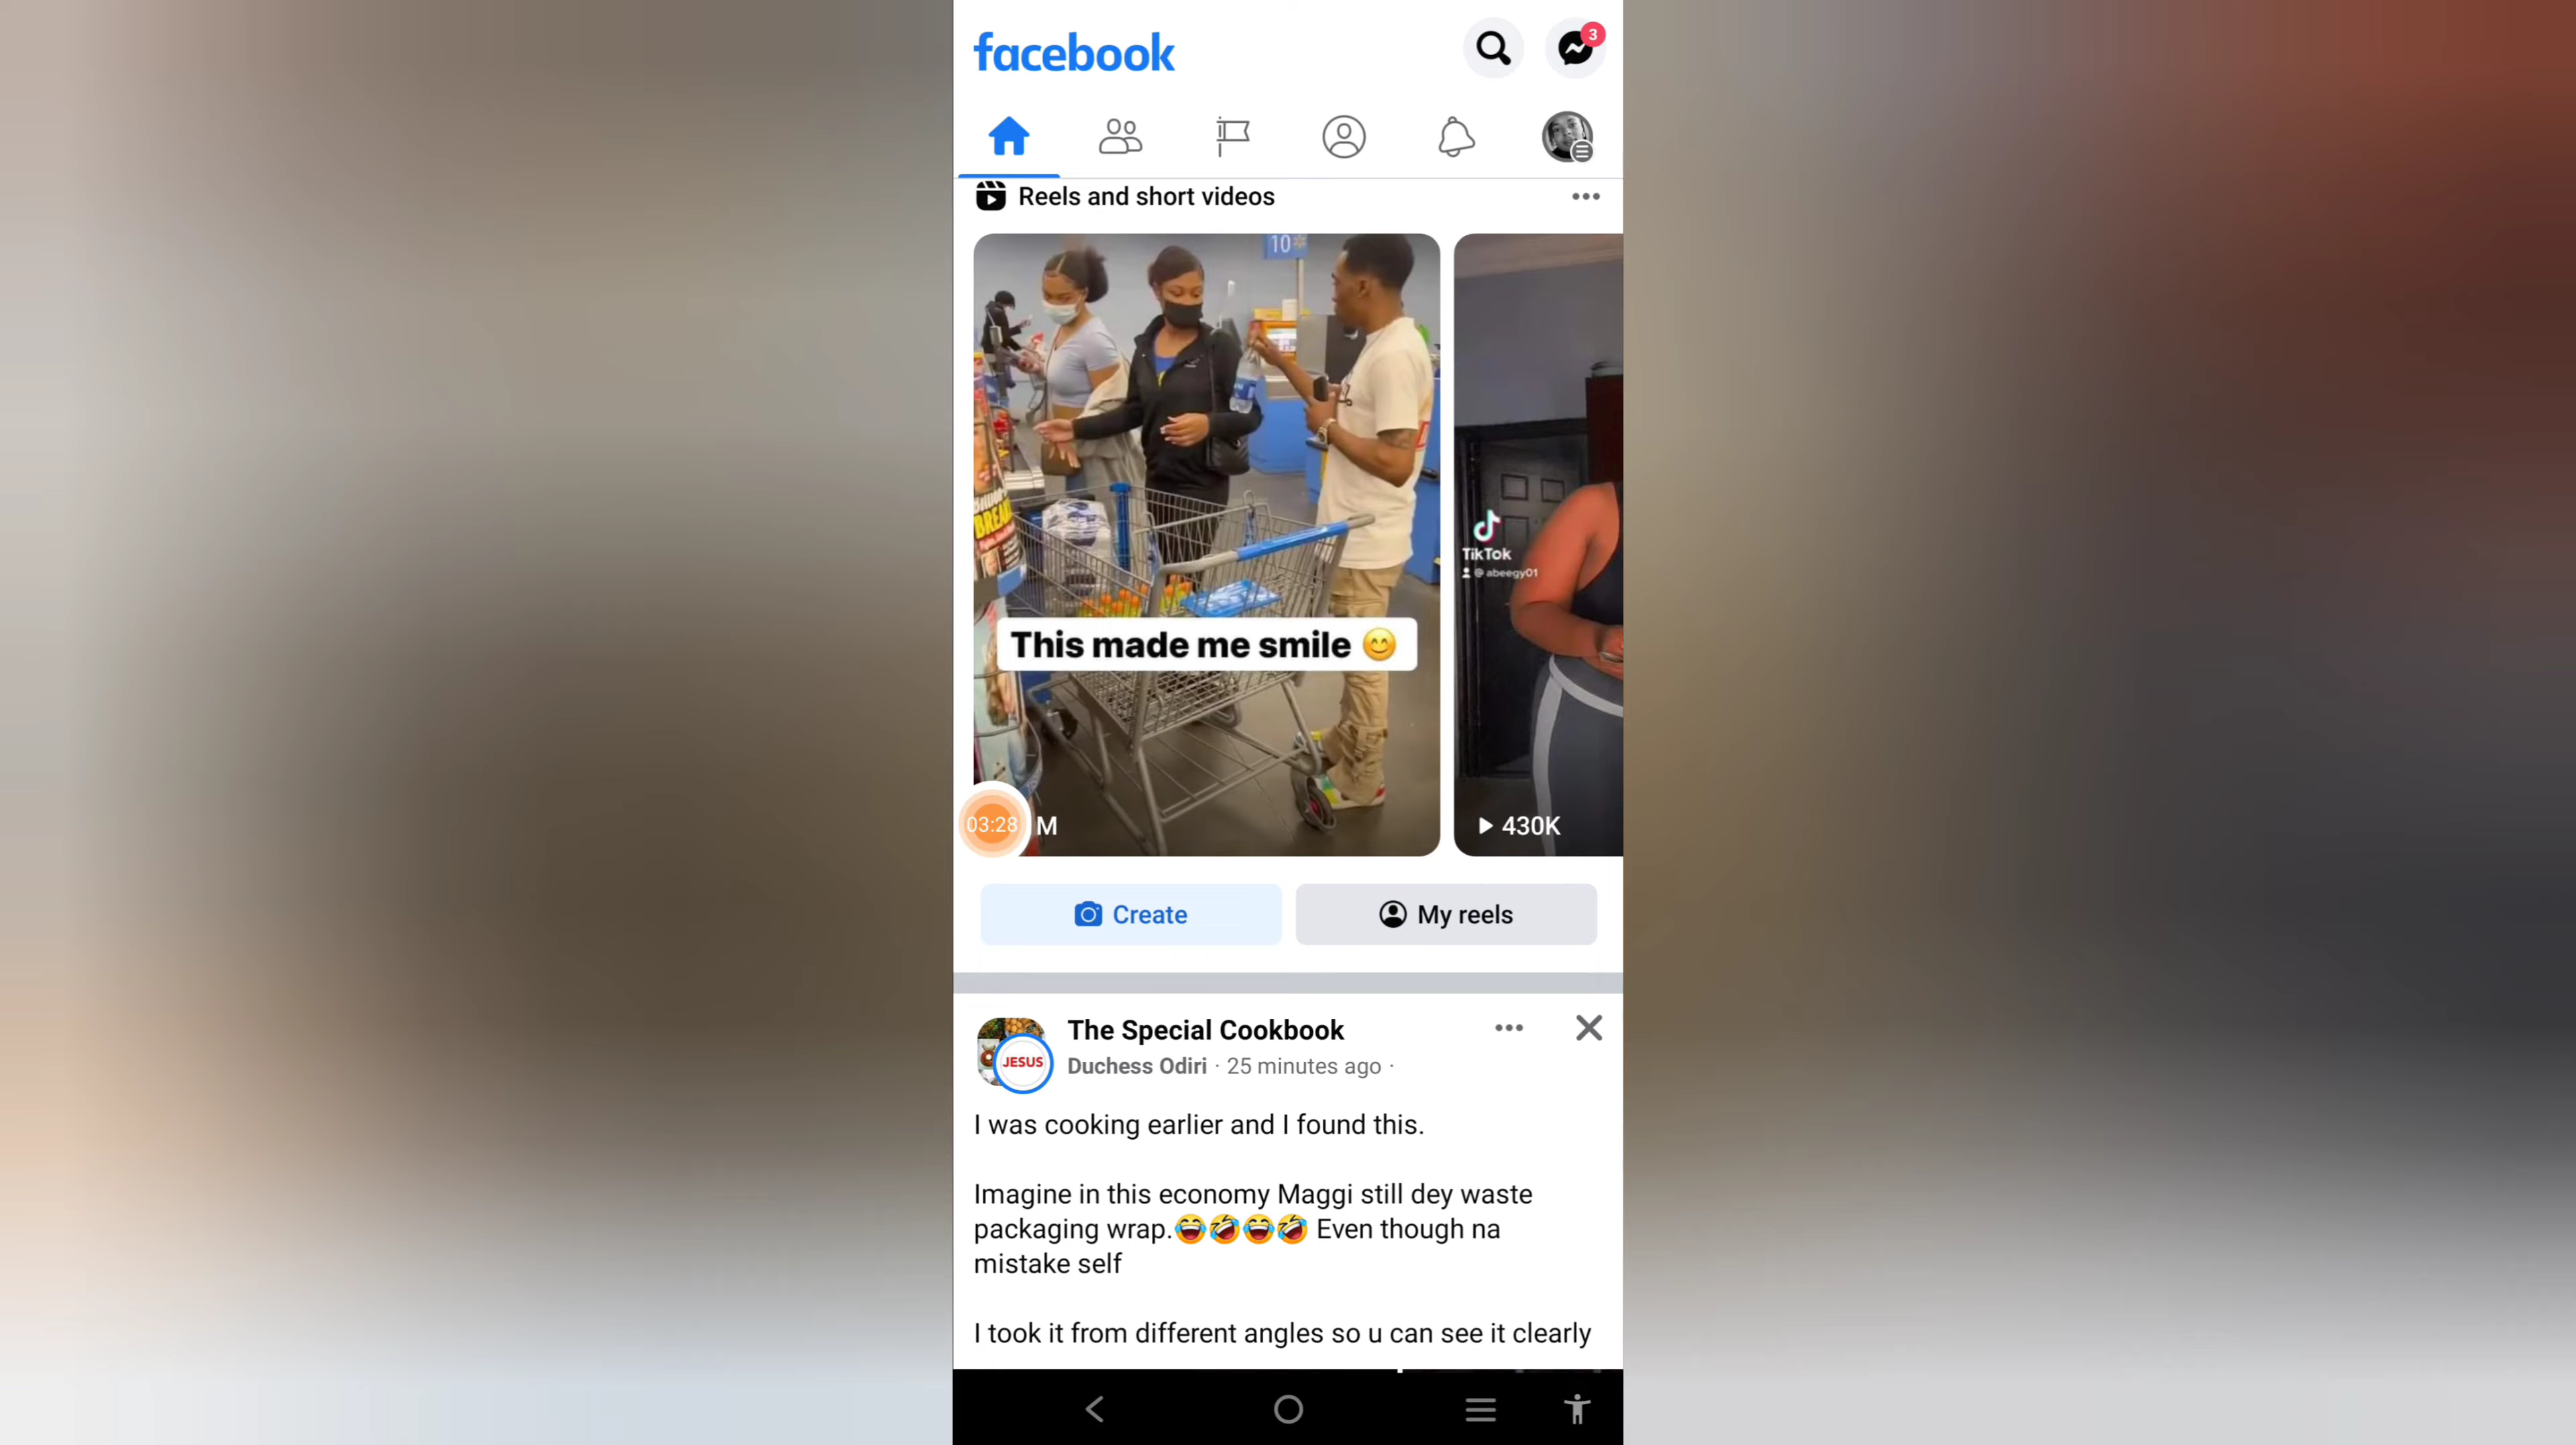 facebook
3
Reels and short videos
10
BREA
TikTok
@ abeegy01
This made me smile 😊
03:28 M
430K
Create
My reels
The Special Cookbook
JESUS
Duchess Odiri · 25 minutes ago ·
I was cooking earlier and I found this.
Imagine in this economy Maggi still dey waste
packaging wrap.😂🤣😂🤣 Even though na
mistake self
I took it from different angles so u can see it clearly